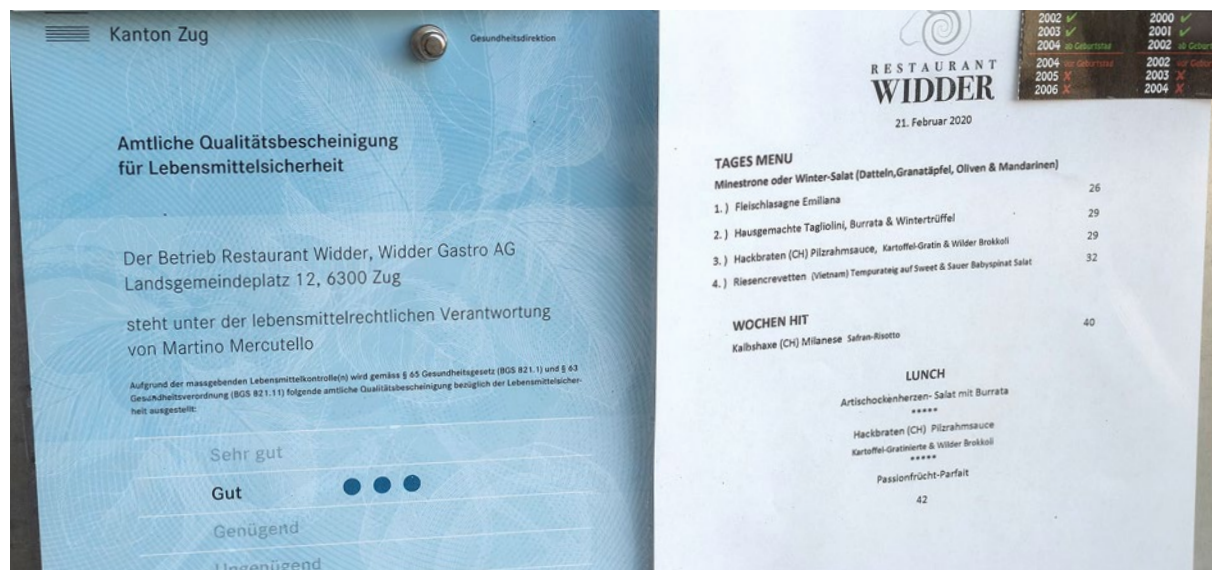 Kanton Zug
Gesundheitsdirektion
Amtliche Qualitätsbescheinigung
für Lebensmittelsicherheit
Der Betrieb Restaurant Widder, Widder Gastro AG
Landsgemeindeplatz 12, 6300 Zug
steht unter der lebensmittelrechtlichen Verantwortung
von Martino Mercutello
Aufgrund der massgebenden Lebensmittelkontrolle(n) wird gemäss § 65 Gesundheitsgesetz (BGS 821.1) und § 63
Gesundheitsverordnung (BGS 821.11) folgende amtliche Qualitätsbescheinigung bezüglich der Lebensmittelsicher-
heit ausgestellt:
Sehr gut
Gut
Genügend
Ungenügend
RESTAURANT
WIDDER
21. Februar 2020
TAGES MENU
Minestrone oder Winter-Salat (Datteln,Granatäpfel, Oliven & Mandarinen)
1.) Fleischlasagne Emiliana 26
2.) Hausgemachte Tagliolini, Burrata & Wintertrüffel 29
3.) Hackbraten (CH) Pilzrahmsauce, Kartoffel-Gratin & Wilder Brokkoli 29
4.) Riesencrevetten (Vietnam) Tempurateig auf Sweet & Sauer Babyspinat Salat 32
WOCHEN HIT
Kalbshaxe (CH) Milanese Safran-Risotto 40
LUNCH
Artischockenherzen- Salat mit Burrata
*****
Hackbraten (CH) Pilzrahmsauce
Kartoffel-Gratinierte & Wilder Brokkoli
*****
Passionfrücht-Parfait
42
2002 ✓ 2000 ✓
2003 ✓ 2001 ✓
2004 ab Geburtstag 2002 ab Geburt
2004 vor Geburtstag 2002 vor Gebur
2005 ✗ 2003 ✗
2006 ✗ 2004 ✗